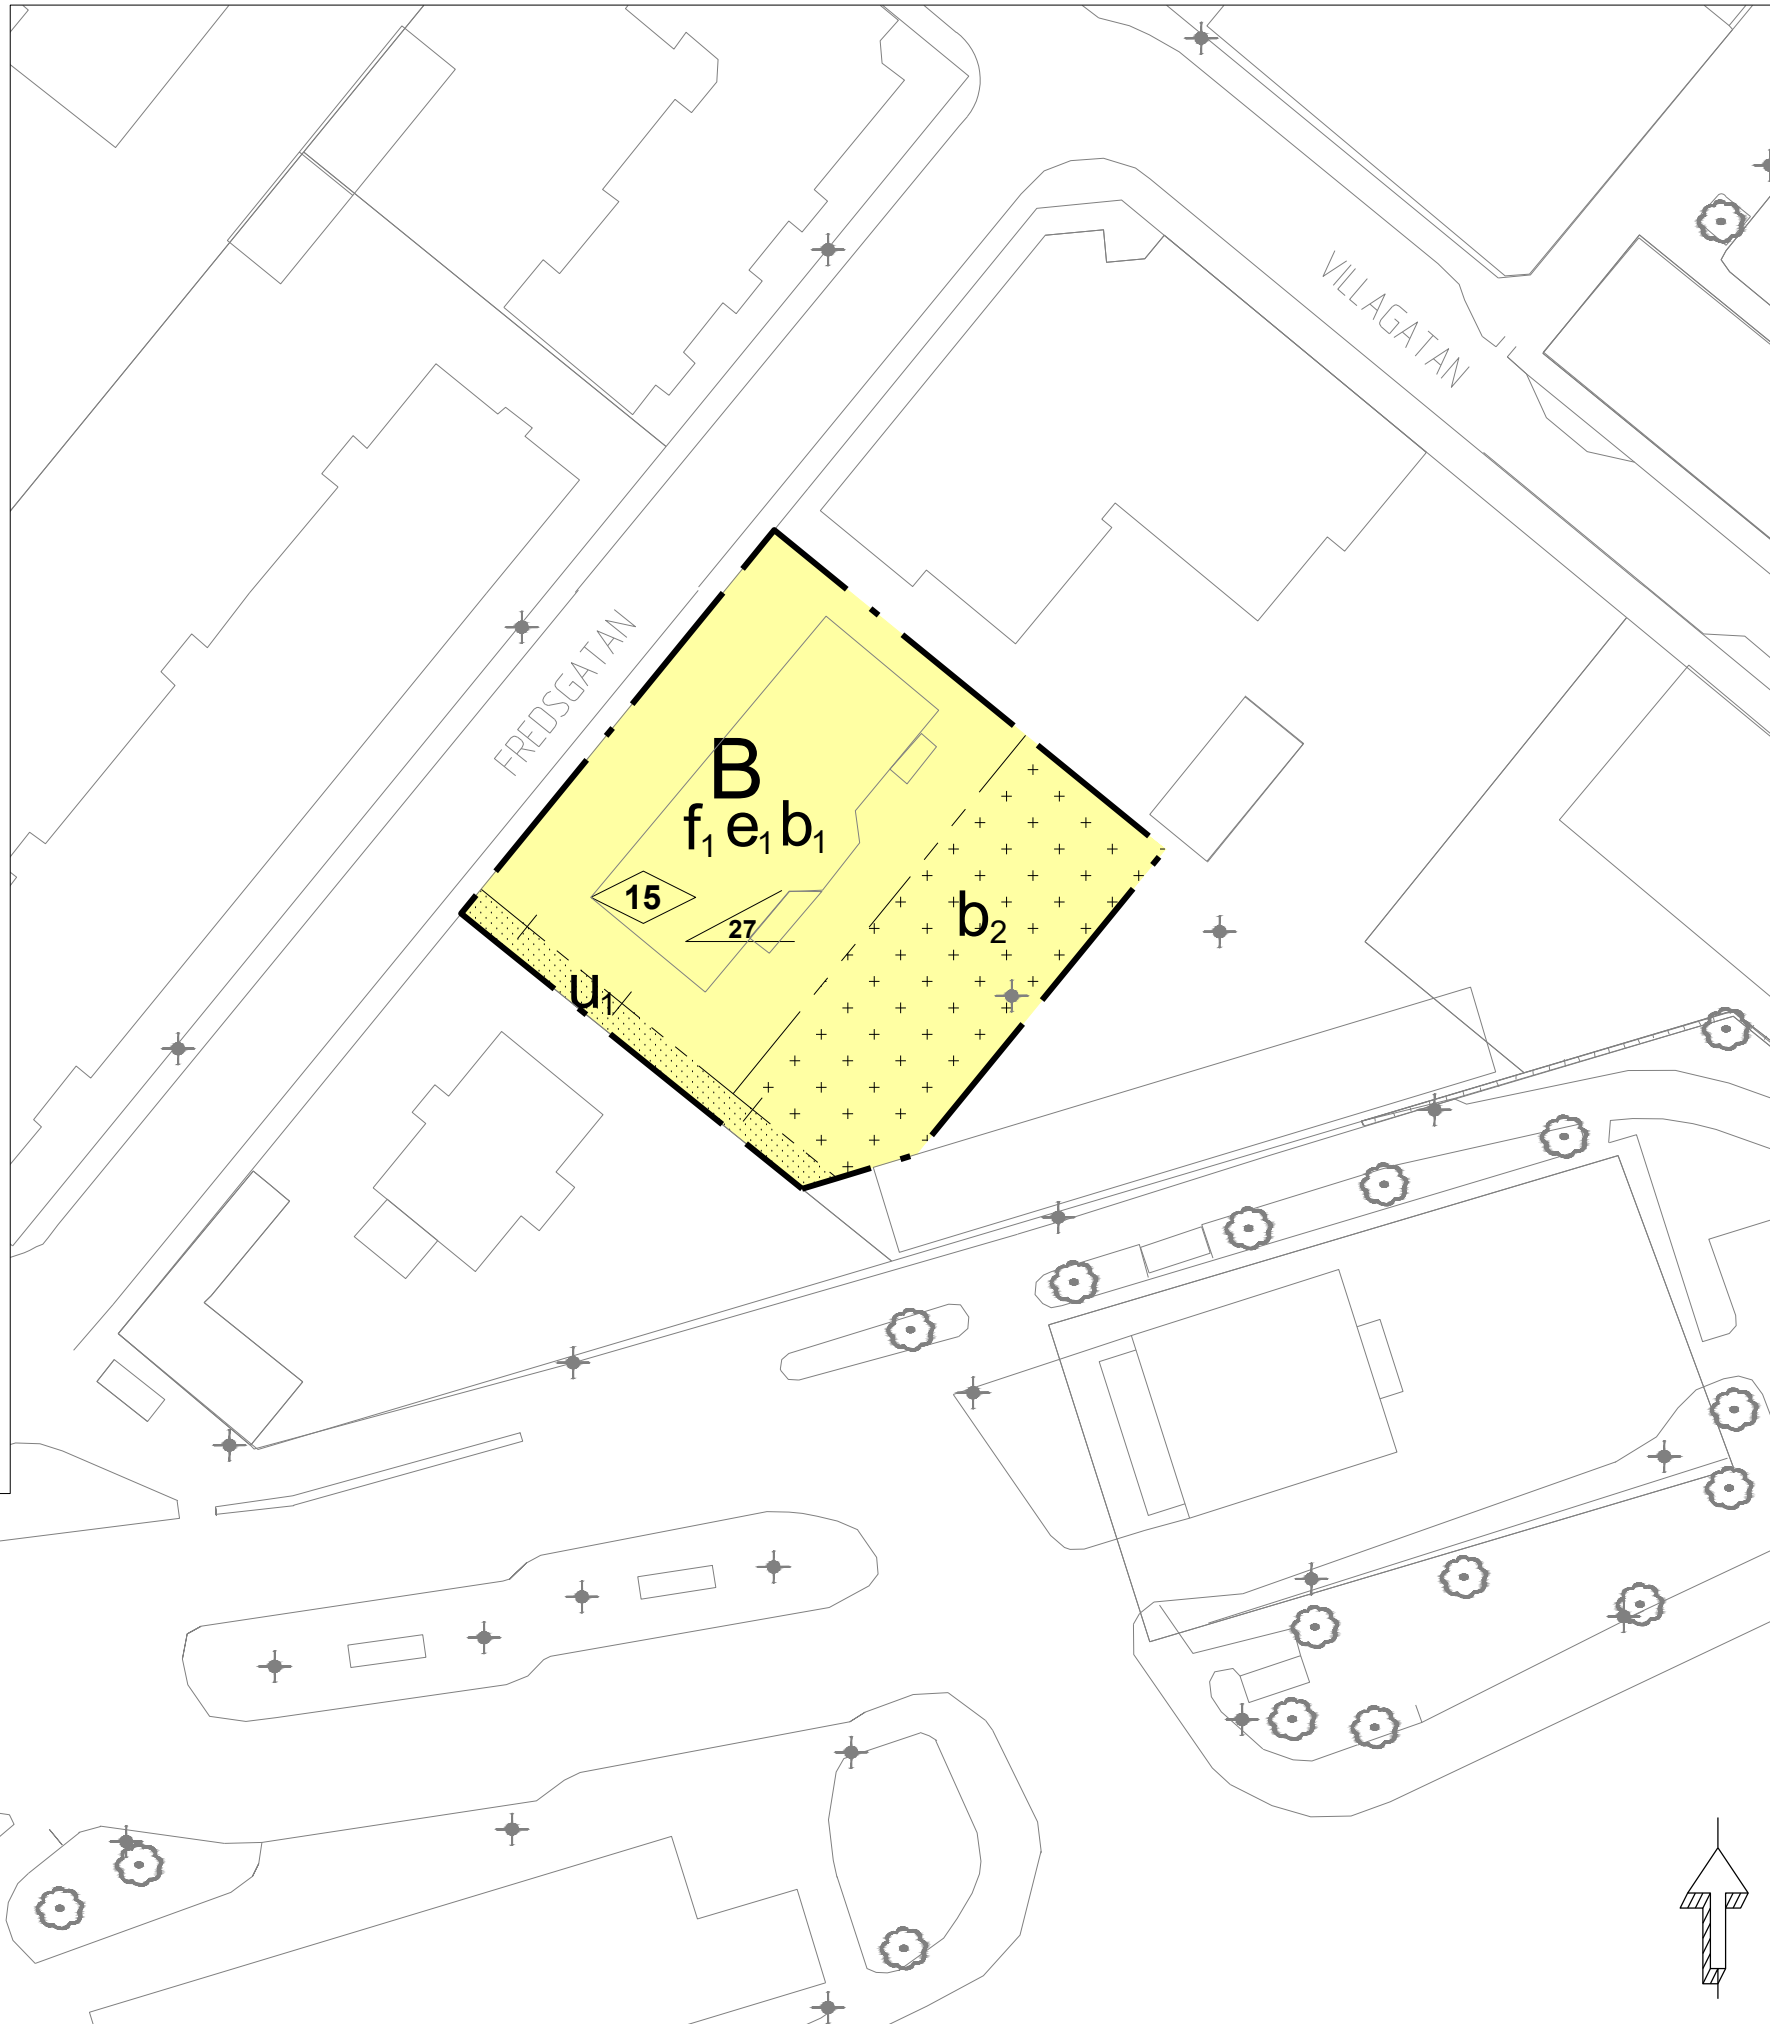 VILLAGATAN
FREDSGATAN
B
f₁ e₁ b₁
15
27
b₂
u₁